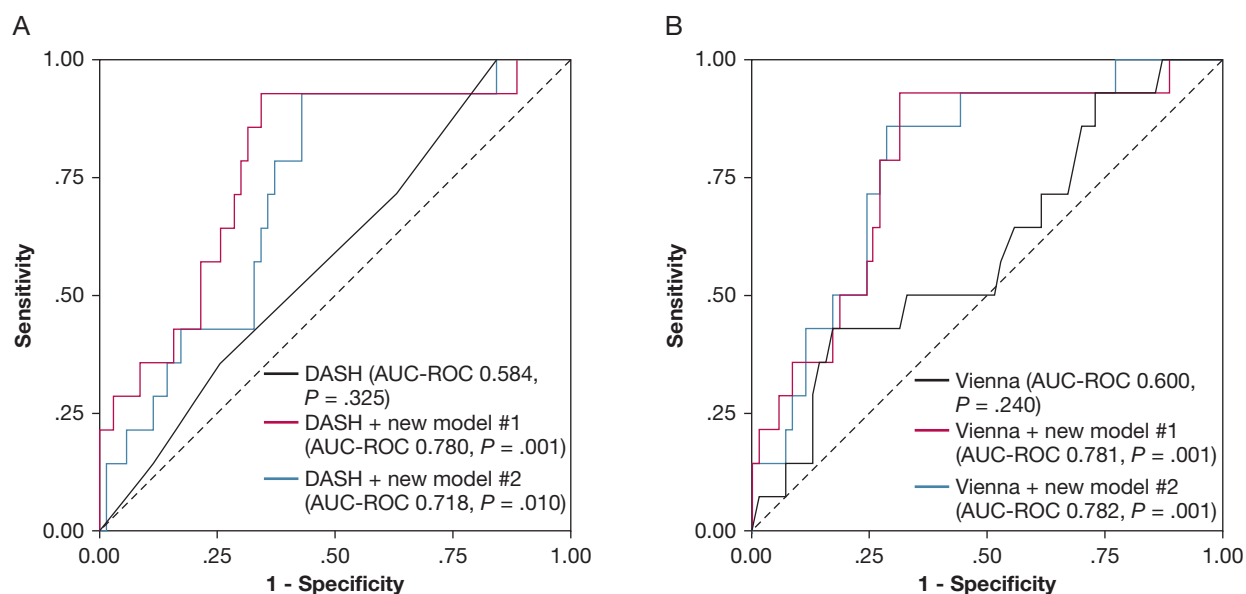 A
1.00
.75
.50
.25
0.00
Sensitivity
0.00
.25
.50
.75
1.00
1 - Specificity
DASH (AUC-ROC 0.584,
P = .325)
DASH + new model #1
(AUC-ROC 0.780, P = .001)
DASH + new model #2
(AUC-ROC 0.718, P = .010)
B
1.00
.75
.50
.25
0.00
Sensitivity
0.00
.25
.50
.75
1.00
1 - Specificity
Vienna (AUC-ROC 0.600,
P = .240)
Vienna + new model #1
(AUC-ROC 0.781, P = .001)
Vienna + new model #2
(AUC-ROC 0.782, P = .001)